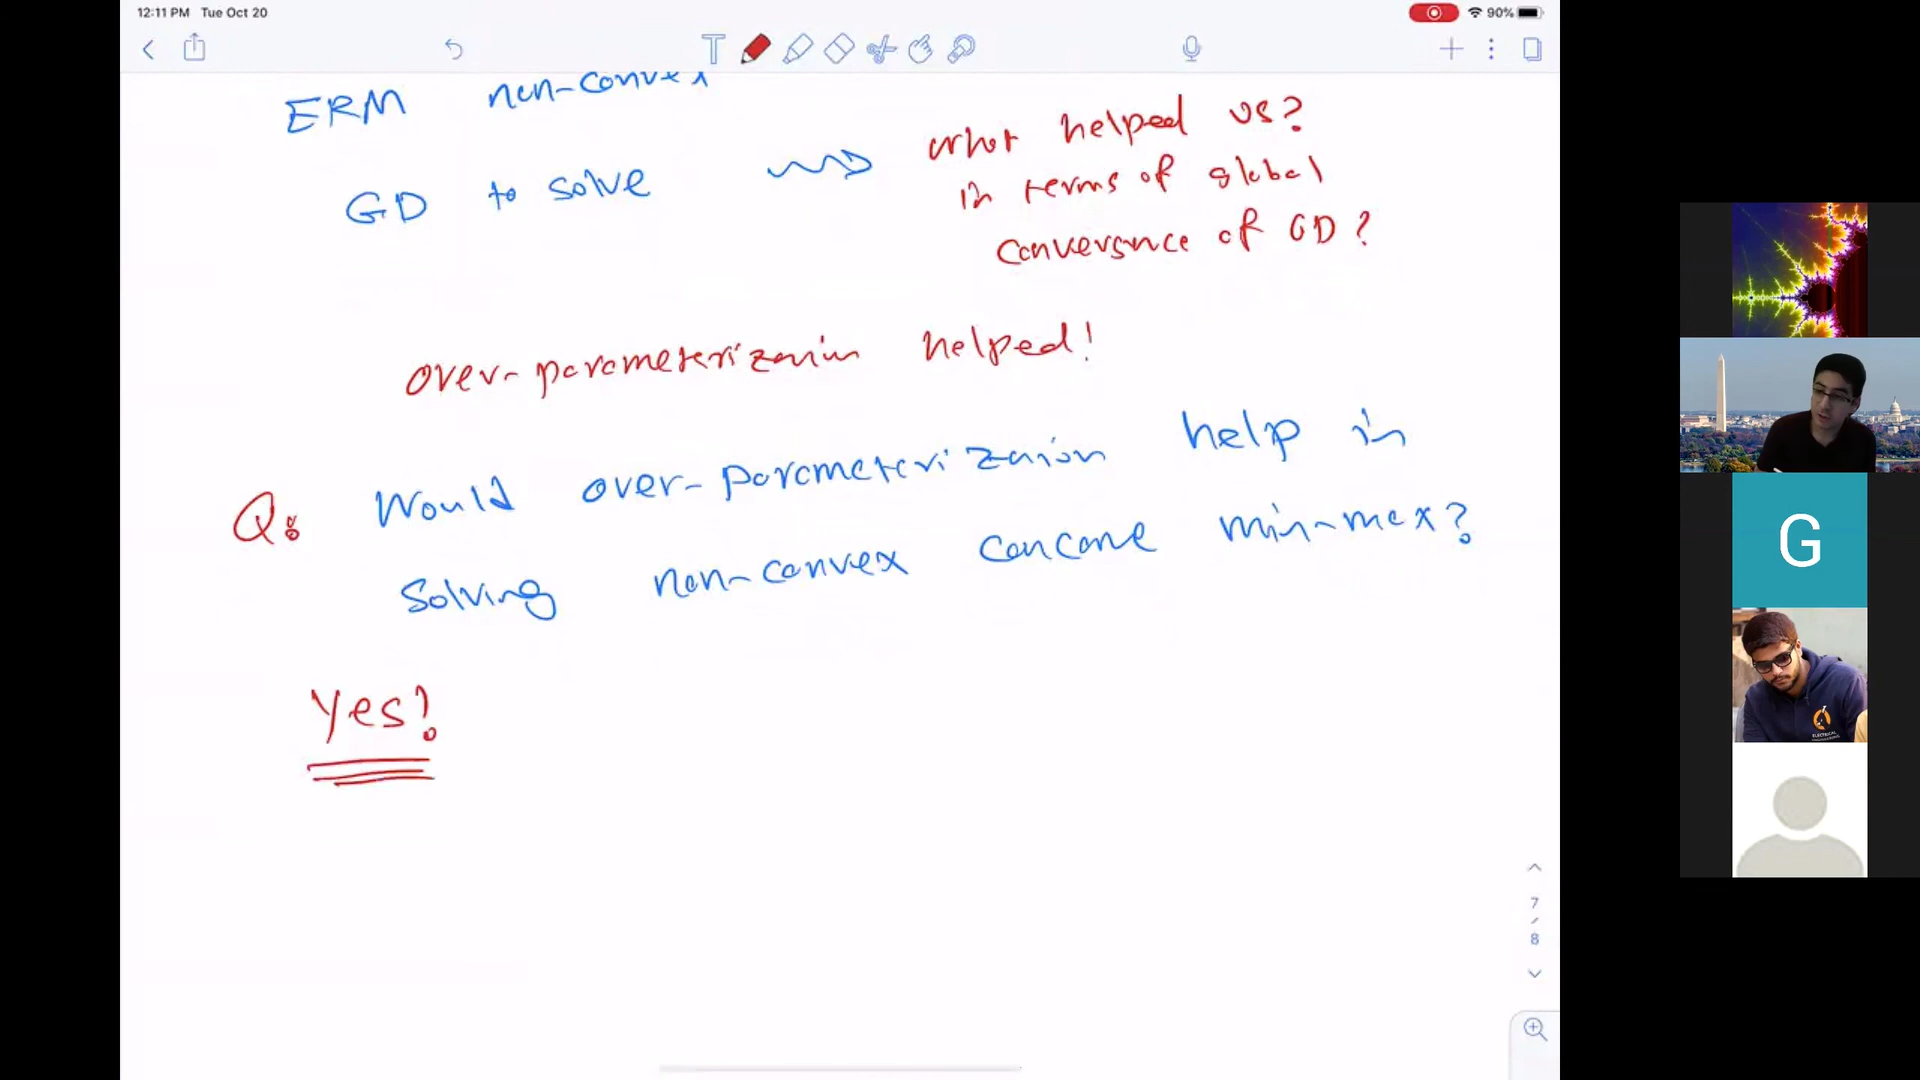 12:11 PM Tue Oct 20
90%
ERM non-convex
GD to solve
what helped us?
in terms of global
convergence of GD?
over-parameterization helped!
Q: Would over-parameterization help in
solving non-convex concave min-max?
Yes!
7
/
8
G
ELECTRICAL